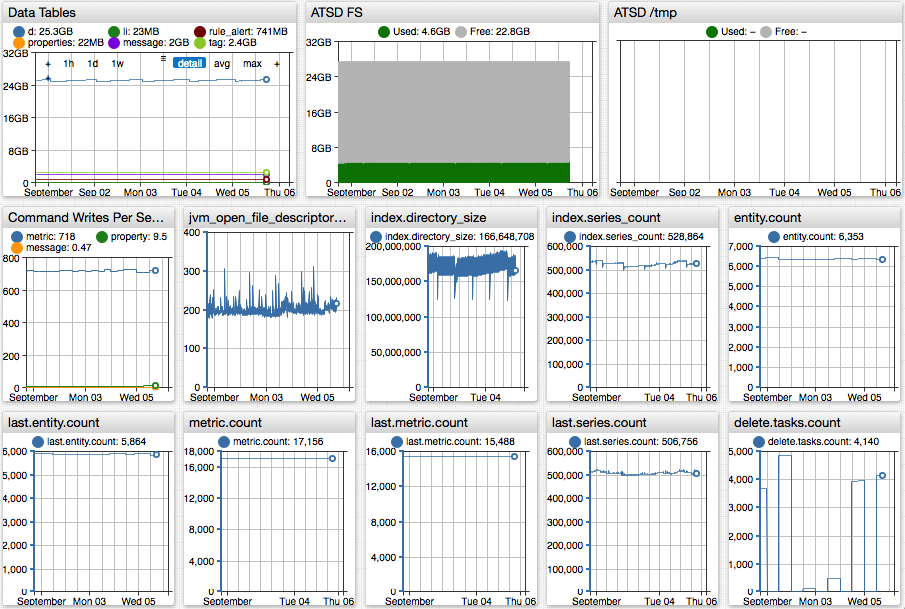 Data Tables
d: 25.3GB li: 23MB rule_alert: 741MB
properties: 22MB message: 2GB tag: 2.4GB
+ 1h 1d 1w ≡ detail avg max +
+
32GB
24GB
16GB
8GB
0
September Sep 02 Mon 03 Tue 04 Wed 05 Thu 06
ATSD FS
Used: 4.6GB Free: 22.8GB
32GB
24GB
16GB
8GB
0
September Sep 02 Mon 03 Tue 04 Wed 05 Thu 06
ATSD /tmp
Used: – Free: –
September Sep 02 Mon 03 Tue 04 Wed 05 Thu 06
Command Writes Per Se...
metric: 718 property: 9.5
message: 0.47
800
600
400
200
0
September Mon 03 Wed 05
jvm_open_file_descriptor...
400
300
200
100
0
September Mon 03 Wed 05
index.directory_size
index.directory_size: 166,648,708
200,000,000
150,000,000
100,000,000
50,000,000
0
September Tue 04
index.series_count
index.series_count: 528,864
600,000
500,000
400,000
300,000
200,000
100,000
0
September Tue 04 Thu 06
entity.count
entity.count: 6,353
7,000
6,000
5,000
4,000
3,000
2,000
1,000
0
September Mon 03 Wed 05
last.entity.count
last.entity.count: 5,864
6,000
5,000
4,000
3,000
2,000
1,000
0
September Mon 03 Wed 05
metric.count
metric.count: 17,156
18,000
16,000
12,000
8,000
4,000
0
September Tue 04 Thu 06
last.metric.count
last.metric.count: 15,488
16,000
12,000
8,000
4,000
0
September Tue 04 Thu 06
last.series.count
last.series.count: 506,756
600,000
500,000
400,000
300,000
200,000
100,000
0
September Tue 04 Thu 06
delete.tasks.count
delete.tasks.count: 4,140
5,000
4,000
3,000
2,000
1,000
0
September Mon 03 Wed 05